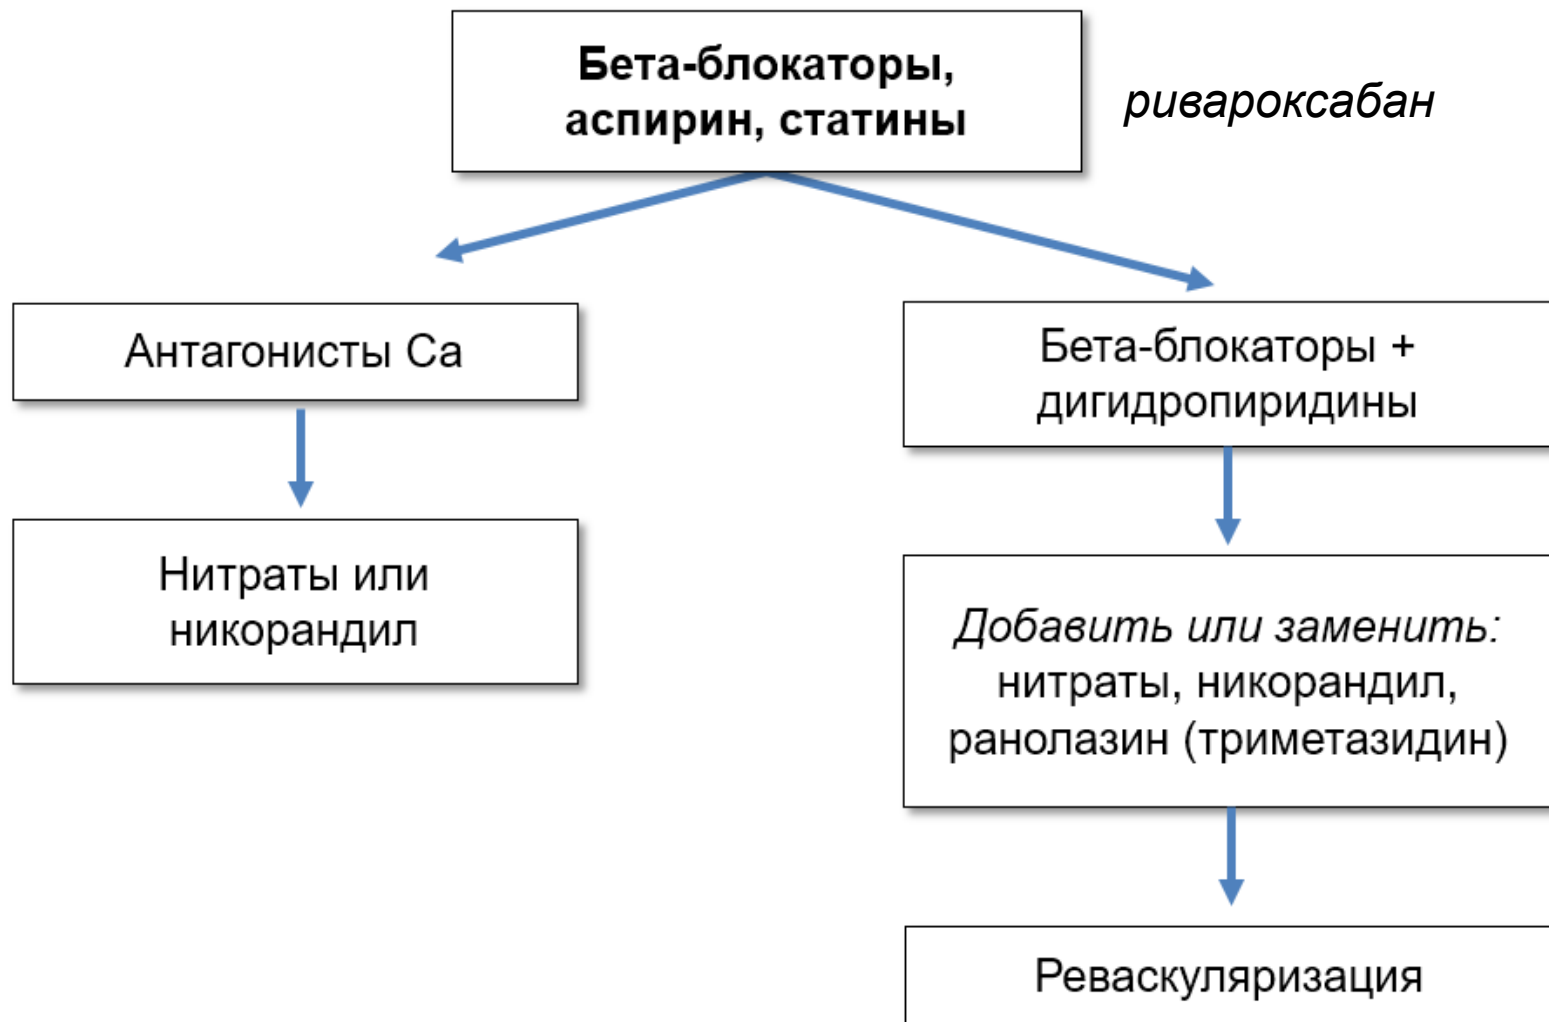 Бета-блокаторы,
аспирин, статины
ривароксабан
Антагонисты Са
Бета-блокаторы +
дигидропиридины
Нитраты или
никорандил
Добавить или заменить:
нитраты, никорандил,
ранолазин (триметазидин)
Реваскуляризация